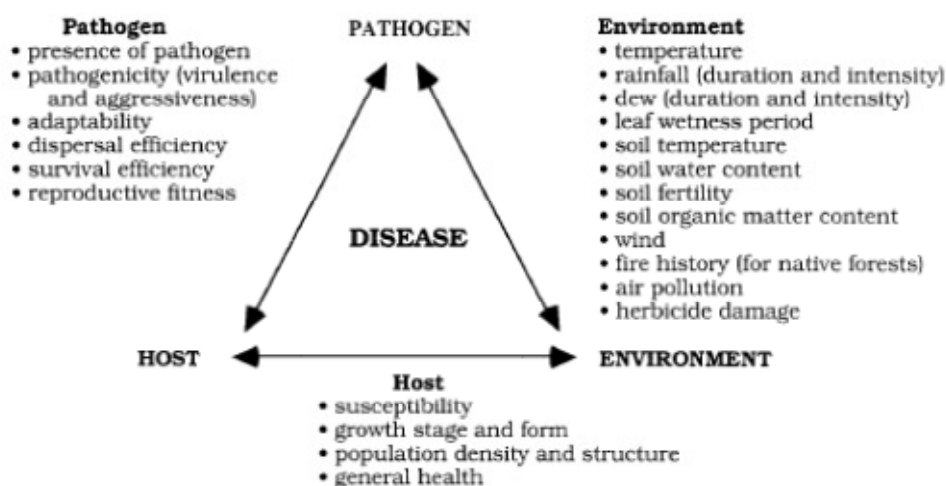 Pathogen
• presence of pathogen
• pathogenicity (virulence
and aggressiveness)
• adaptability
• dispersal efficiency
• survival efficiency
• reproductive fitness
PATHOGEN
Environment
• temperature
• rainfall (duration and intensity)
• dew (duration and intensity)
• leaf wetness period
• soil temperature
• soil water content
• soil fertility
• soil organic matter content
• wind
• fire history (for native forests)
• air pollution
• herbicide damage
DISEASE
HOST
ENVIRONMENT
Host
• susceptibility
• growth stage and form
• population density and structure
• general health